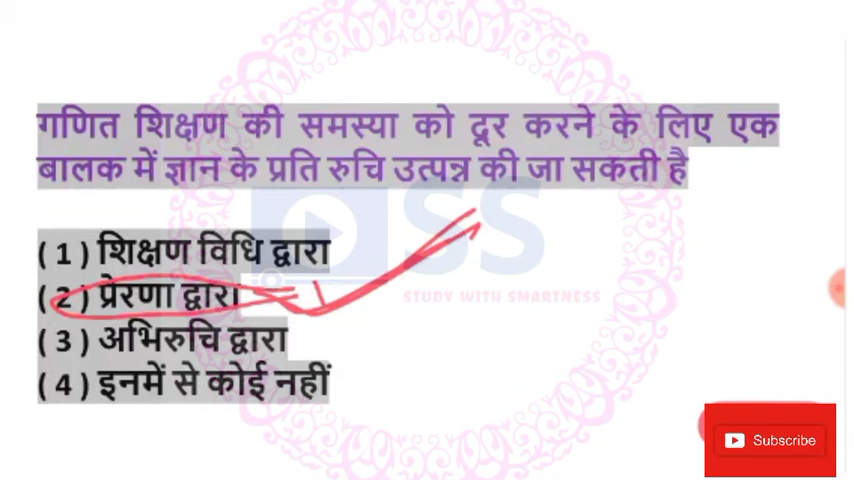 गणित शिक्षण की समस्या को दूर करने के लिए एक
बालक में ज्ञान के प्रति रुचि उत्पन्न की जा सकती है
( 1 ) शिक्षण विधि द्वारा
( 2 ) प्रेरणा द्वारा
( 3 ) अभिरुचि द्वारा
( 4 ) इनमें से कोई नहीं
SS
STUDY WITH SMARTNESS
Subscribe